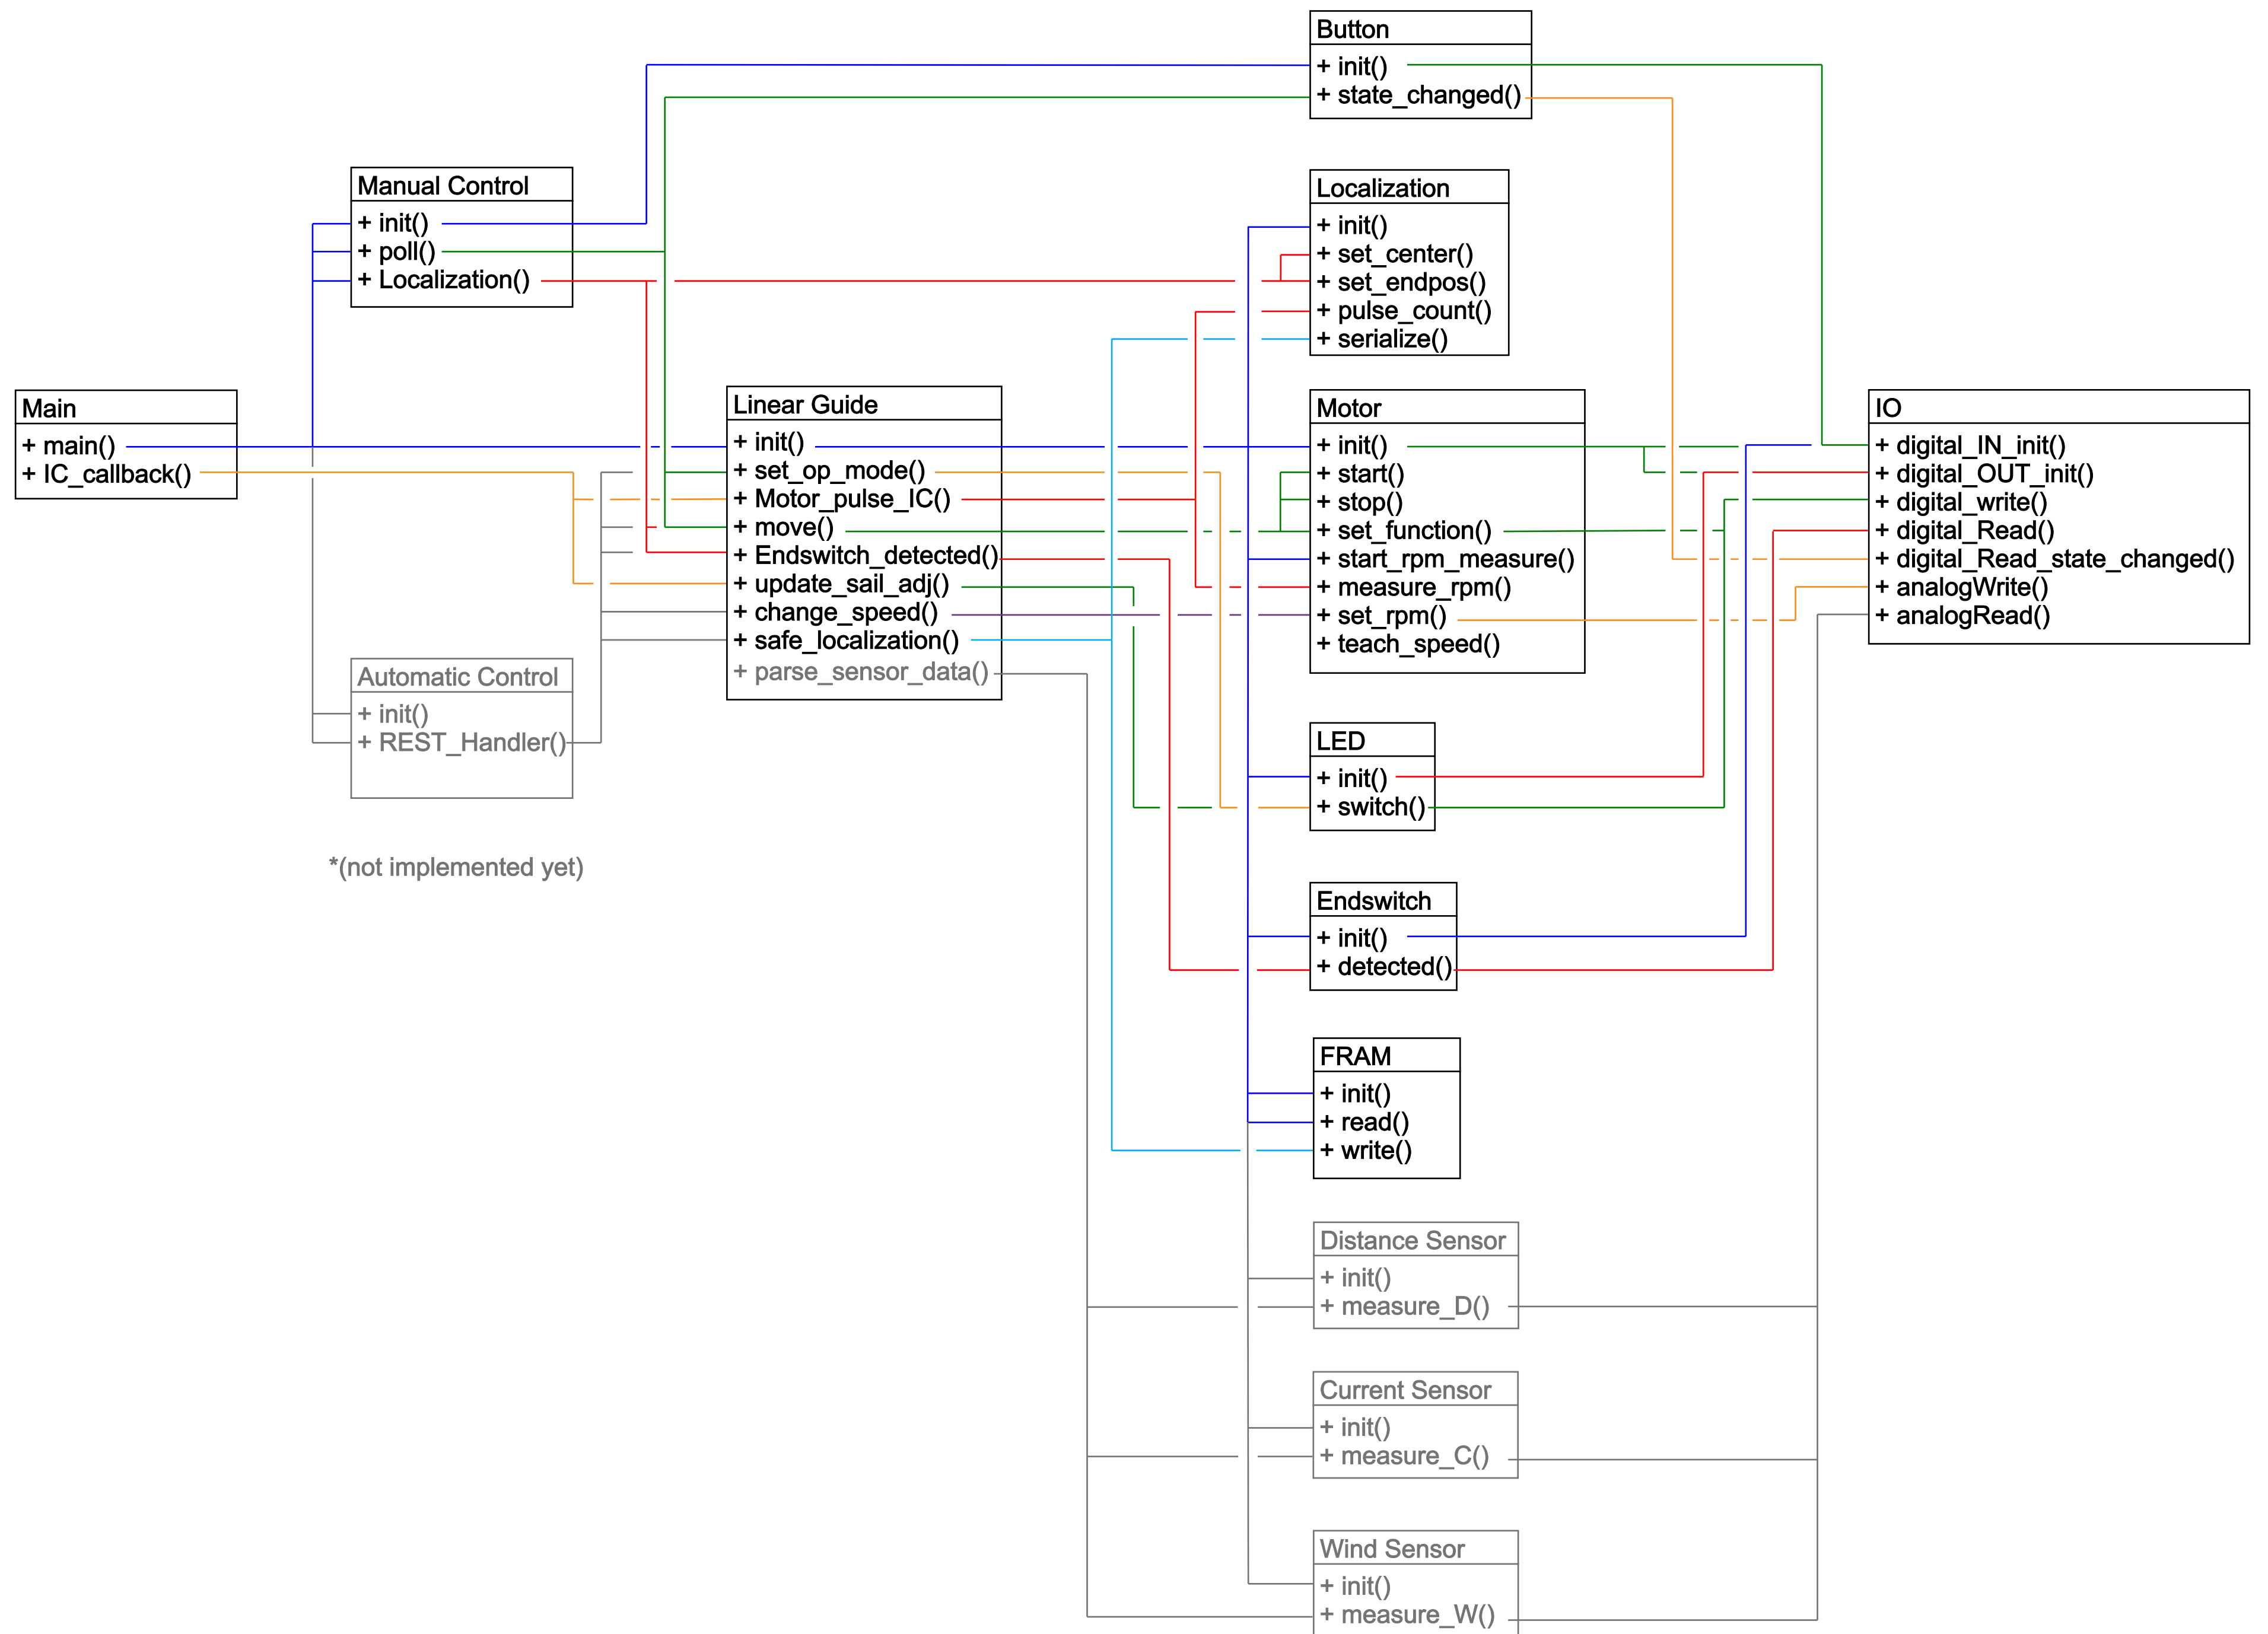 Button
+ init()
+ state_changed()
Manual Control
+ init()
+ poll()
+ Localization()
Localization
+ init()
+ set_center()
+ set_endpos()
+ pulse_count()
+ serialize()
Main
+ main()
+ IC_callback()
Linear Guide
+ init()
+ set_op_mode()
+ Motor_pulse_IC()
+ move()
+ Endswitch_detected()
+ update_sail_adj()
+ change_speed()
+ safe_localization()
+ parse_sensor_data()
Motor
+ init()
+ start()
+ stop()
+ set_function()
+ start_rpm_measure()
+ measure_rpm()
+ set_rpm()
+ teach_speed()
IO
+ digital_IN_init()
+ digital_OUT_init()
+ digital_write()
+ digital_Read()
+ digital_Read_state_changed()
+ analogWrite()
+ analogRead()
Automatic Control
+ init()
+ REST_Handler()
*(not implemented yet)
LED
+ init()
+ switch()
Endswitch
+ init()
+ detected()
FRAM
+ init()
+ read()
+ write()
Distance Sensor
+ init()
+ measure_D()
Current Sensor
+ init()
+ measure_C()
Wind Sensor
+ init()
+ measure_W()